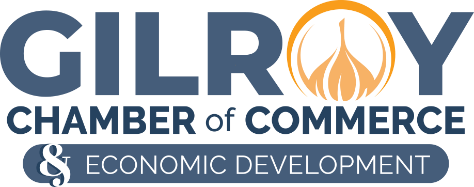 GILROY
CHAMBER of COMMERCE
& ECONOMIC DEVELOPMENT